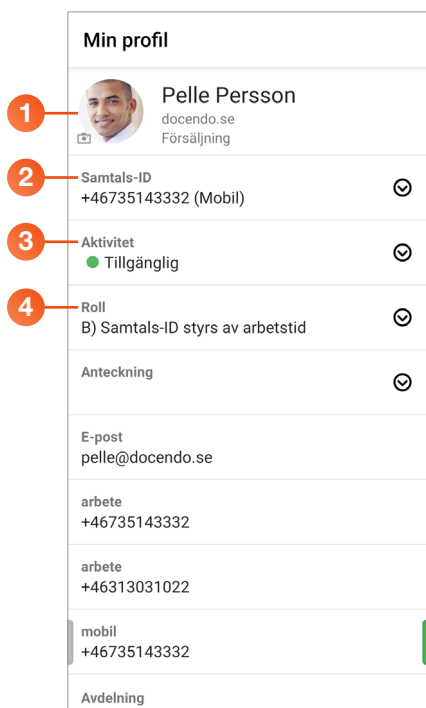 Min profil
Pelle Persson
docendo.se
Försäljning
1
2
Samtals-ID
+46735143332 (Mobil)
3
Aktivitet
Tillgänglig
4
Roll
B) Samtals-ID styrs av arbetstid
Anteckning
E-post
pelle@docendo.se
arbete
+46735143332
arbete
+46313031022
mobil
+46735143332
Avdelning